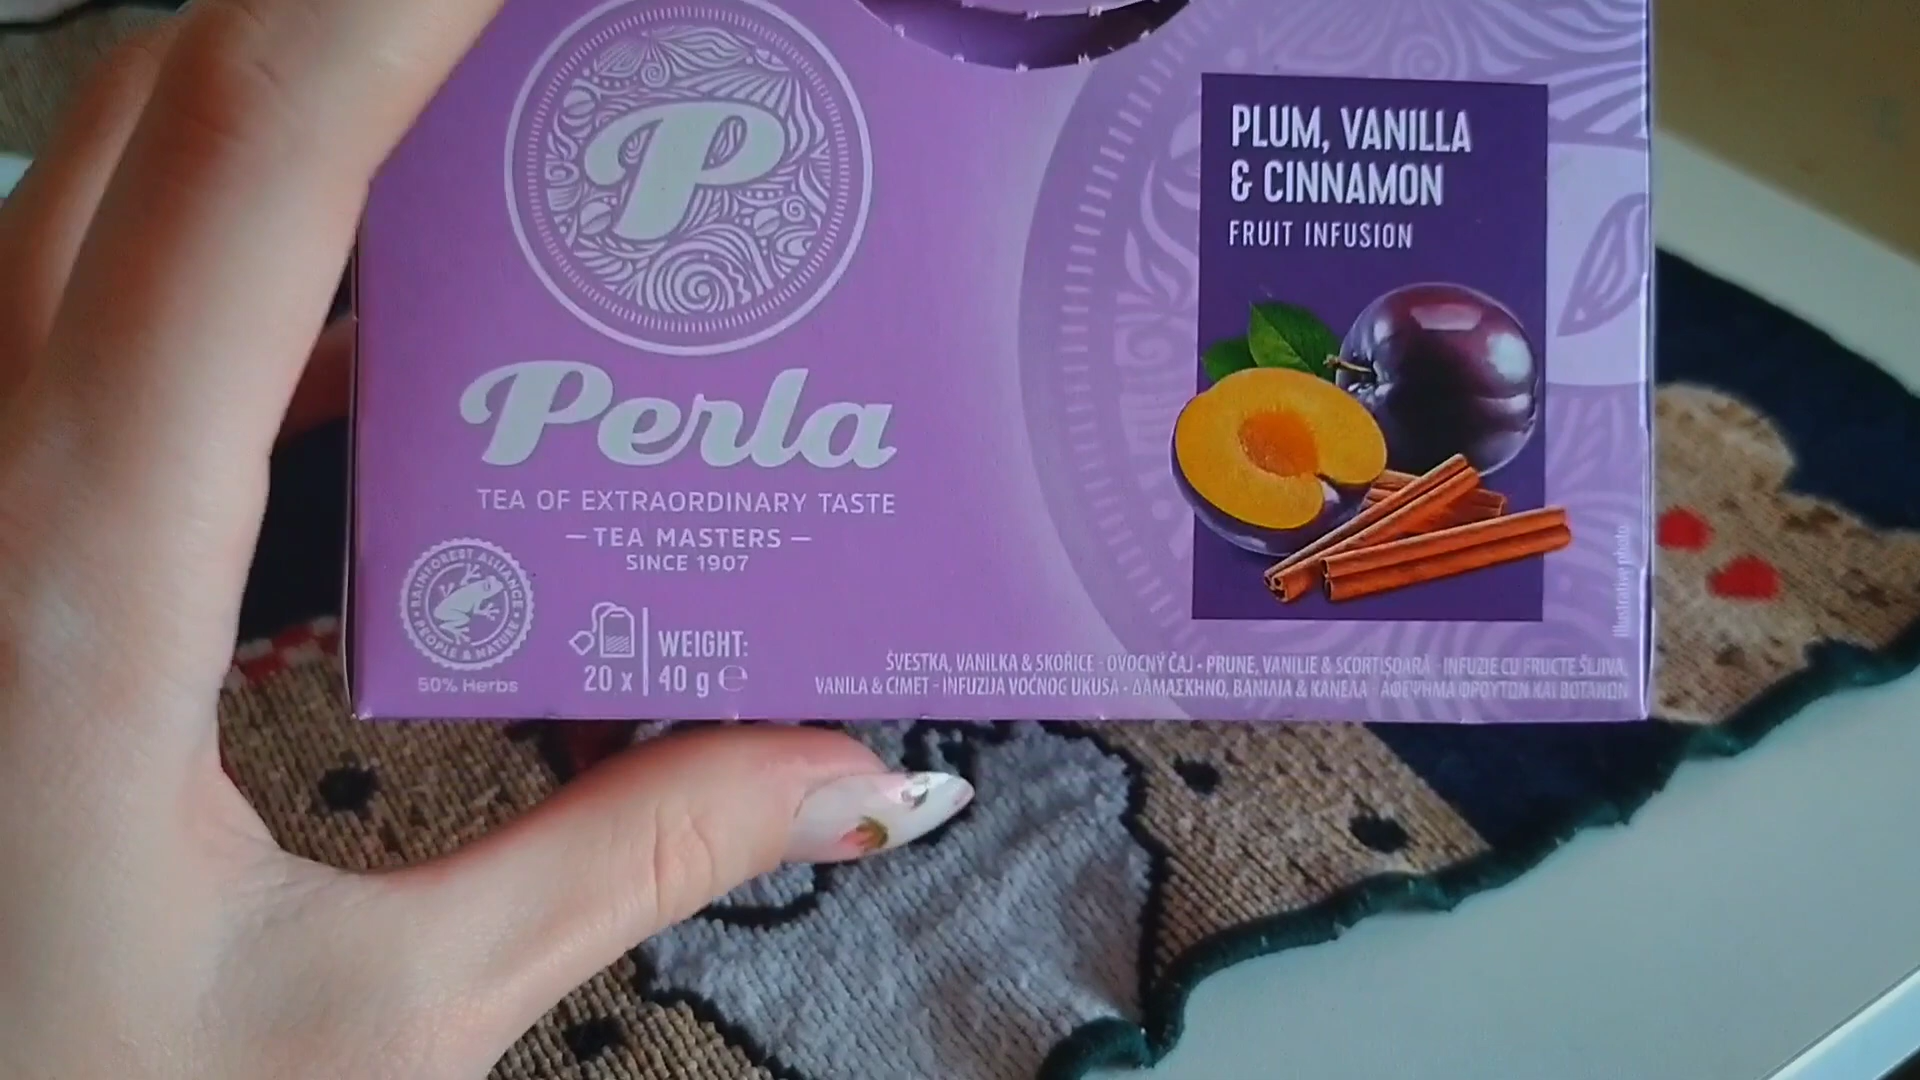 P
Perla
TEA OF EXTRAORDINARY TASTE
— TEA MASTERS —
SINCE 1907
RAINFOREST ALLIANCE
• PEOPLE & NATURE •
50% Herbs
20 x
WEIGHT:
40 g ℮
PLUM, VANILLA
& CINNAMON
FRUIT INFUSION
Illustrative photo
ŠVESTKA, VANILKA & SKOŘICE - OVOCNÝ ČAJ • PRUNE, VANILIE & SCORȚIȘOARĂ - INFUZIE CU FRUCTE ŠLJIVA,
VANILA & CIMET - INFUZIJA VOĆNOG UKUSA • ΔΑΜΑΣΚΗΝΟ, ΒΑΝΙΛΙΑ & ΚΑΝΕΛΑ - ΑΦΕΨΗΜΑ ΦΡΟΥΤΩΝ ΚΑΙ ΒΟΤΑΝΩΝ